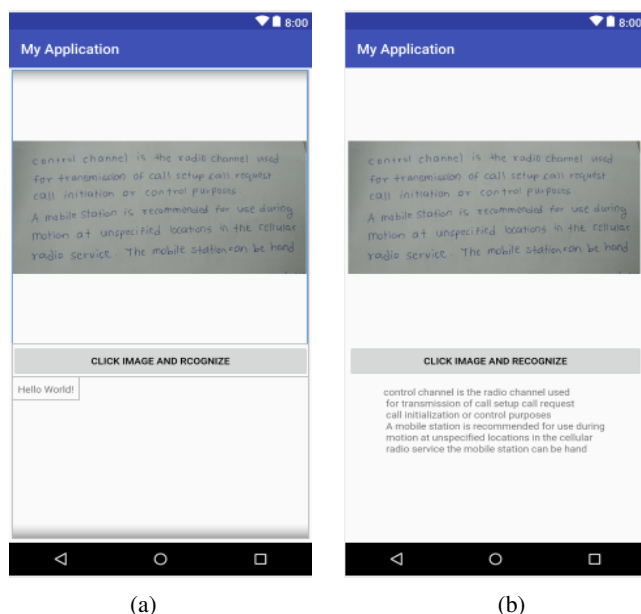 8:00
My Application
control channel is the radio channel used
for transmission of call setup call request
call initiation or control purposes.
A mobile Station is recommended for use during
motion at unspecified locations in the cellular
radio service. The mobile station can be hand
CLICK IMAGE AND RCOGNIZE
Hello World!
(a)
8:00
My Application
control channel is the radio channel used
for transmission of call setup call request
call initiation or control purposes.
A mobile Station is recommended for use during
motion at unspecified locations in the cellular
radio service. The mobile station can be hand
CLICK IMAGE AND RECOGNIZE
control channel is the radio channel used
for transmission of call setup call request
call initialization or control purposes
A mobile station is recommended for use during
motion at unspecified locations in the cellular
radio service the mobile station can be hand
(b)